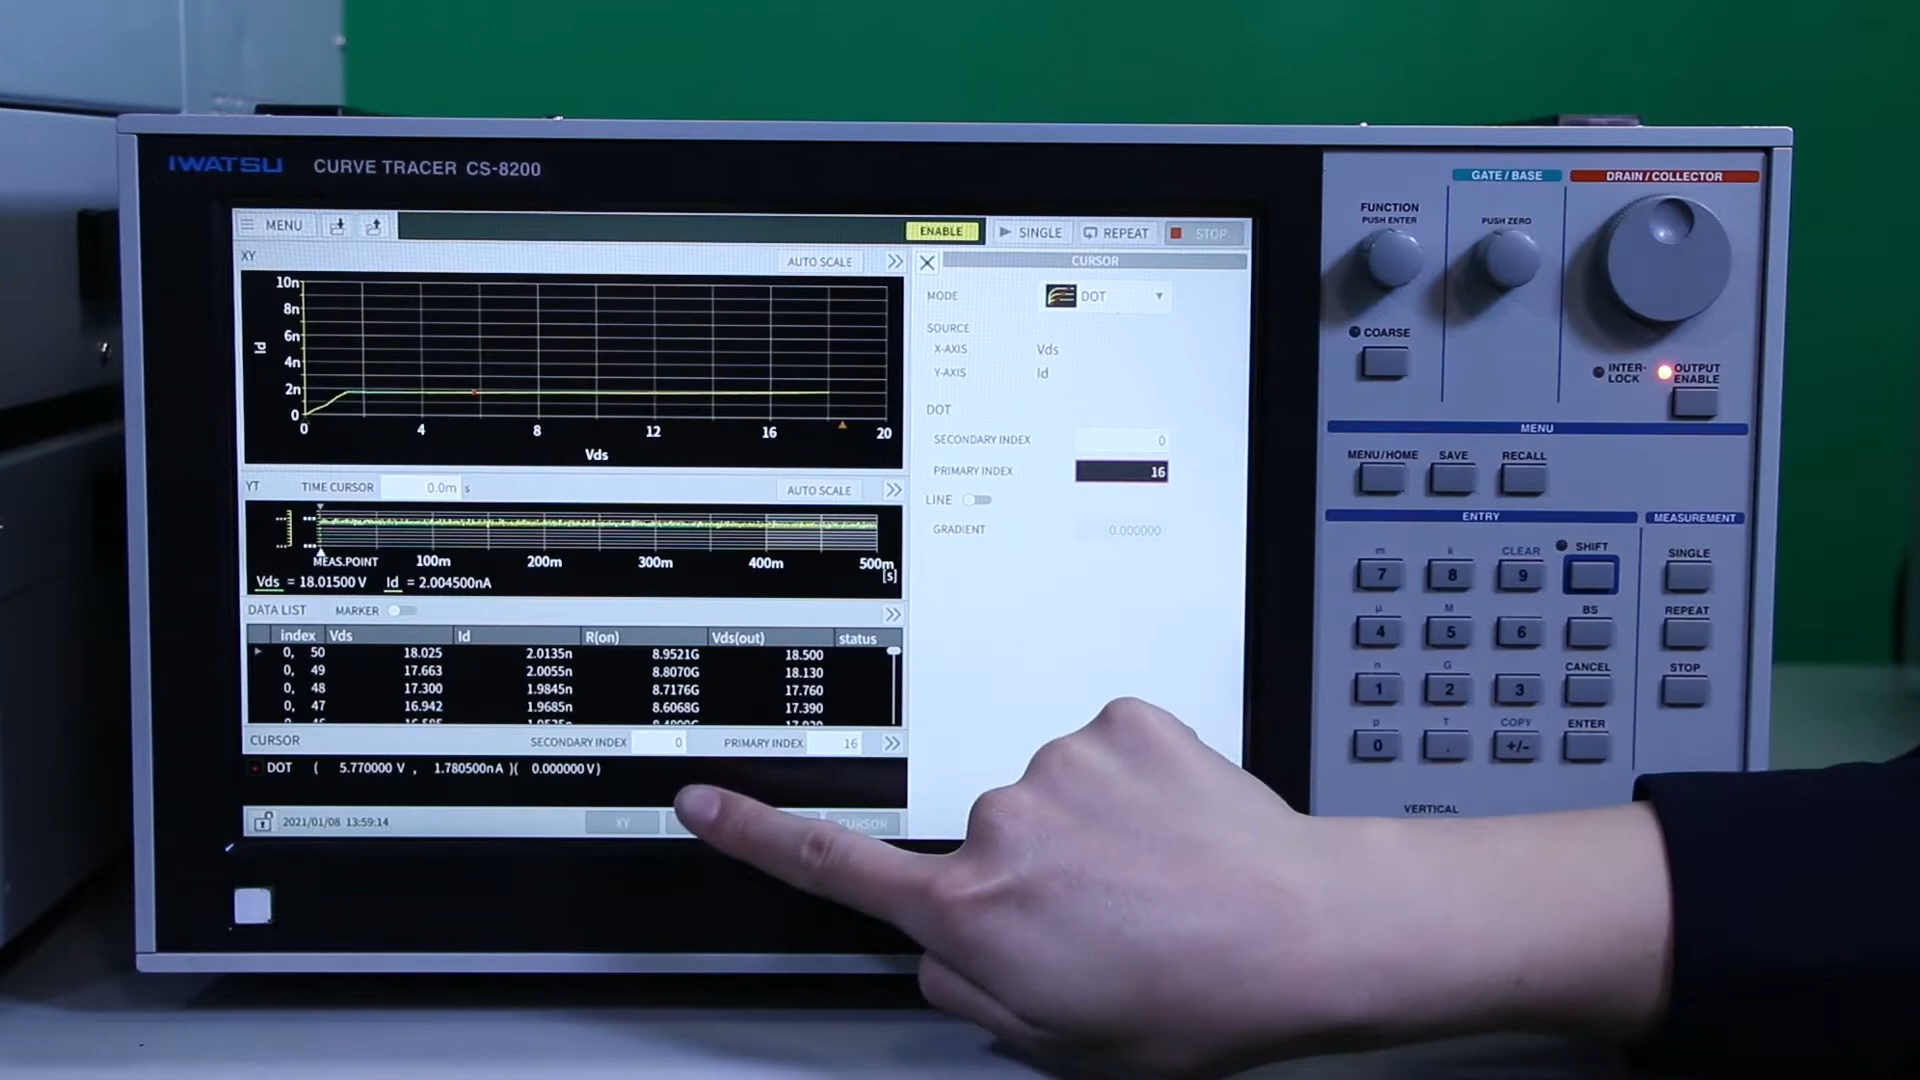 IWATSU CURVE TRACER CS-8200
MENU ENABLE SINGLE REPEAT STOP
XY AUTO SCALE
10n
8n
6n
4n
2n
0
Id
0 4 8 12 16 20
Vds
YT TIME CURSOR 0.0m s AUTO SCALE
MEAS.POINT 100m 200m 300m 400m 500m
[s]
Vds = 18.01500 V Id = 2.004500nA
DATA LIST MARKER
index Vds Id R(on) Vds(out) status
0, 50 18.025 2.0135n 8.9521G 18.500
0, 49 17.663 2.0055n 8.8070G 18.130
0, 48 17.300 1.9845n 8.7176G 17.760
0, 47 16.942 1.9685n 8.6068G 17.390
CURSOR SECONDARY INDEX 0 PRIMARY INDEX 16
DOT ( 5.770000 V , 1.780500nA )( 0.000000V)
2021/01/08 13:59:14 XY CURSOR
CURSOR
MODE DOT
SOURCE
X-AXIS Vds
Y-AXIS Id
DOT
SECONDARY INDEX 0
PRIMARY INDEX 16
LINE
GRADIENT 0.000000
GATE / BASE DRAIN / COLLECTOR
FUNCTION
PUSH ENTER
PUSH ZERO
COARSE
INTER-
LOCK
OUTPUT
ENABLE
MENU
MENU/HOME SAVE RECALL
ENTRY MEASUREMENT
m k CLEAR SHIFT SINGLE
7 8 9
μ M BS REPEAT
4 5 6
n G CANCEL STOP
1 2 3
p T COPY ENTER
0 . +/-
VERTICAL